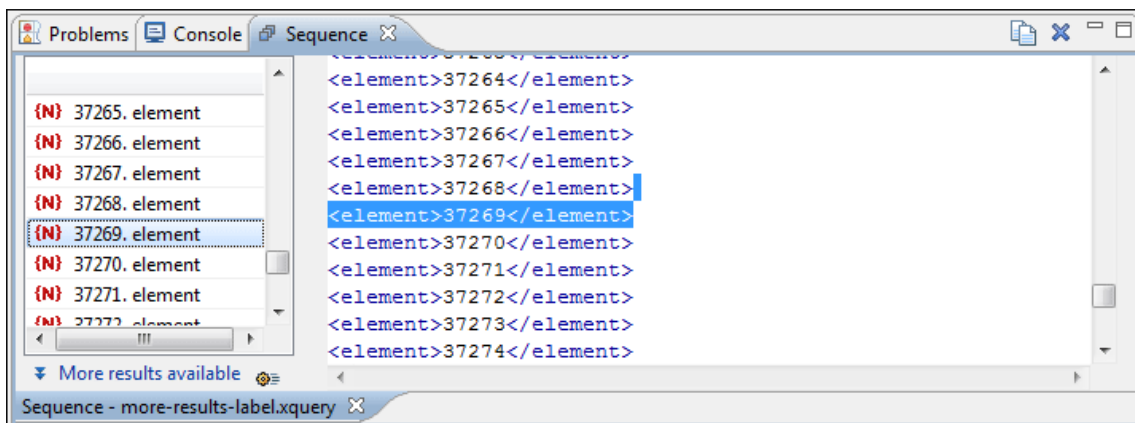 Problems Console Sequence
{N} 37265. element
{N} 37266. element
{N} 37267. element
{N} 37268. element
{N} 37269. element
{N} 37270. element
{N} 37271. element
{N} 37272. element
More results available
<element>37264</element>
<element>37265</element>
<element>37266</element>
<element>37267</element>
<element>37268</element>
<element>37269</element>
<element>37270</element>
<element>37271</element>
<element>37272</element>
<element>37273</element>
<element>37274</element>
Sequence - more-results-label.xquery